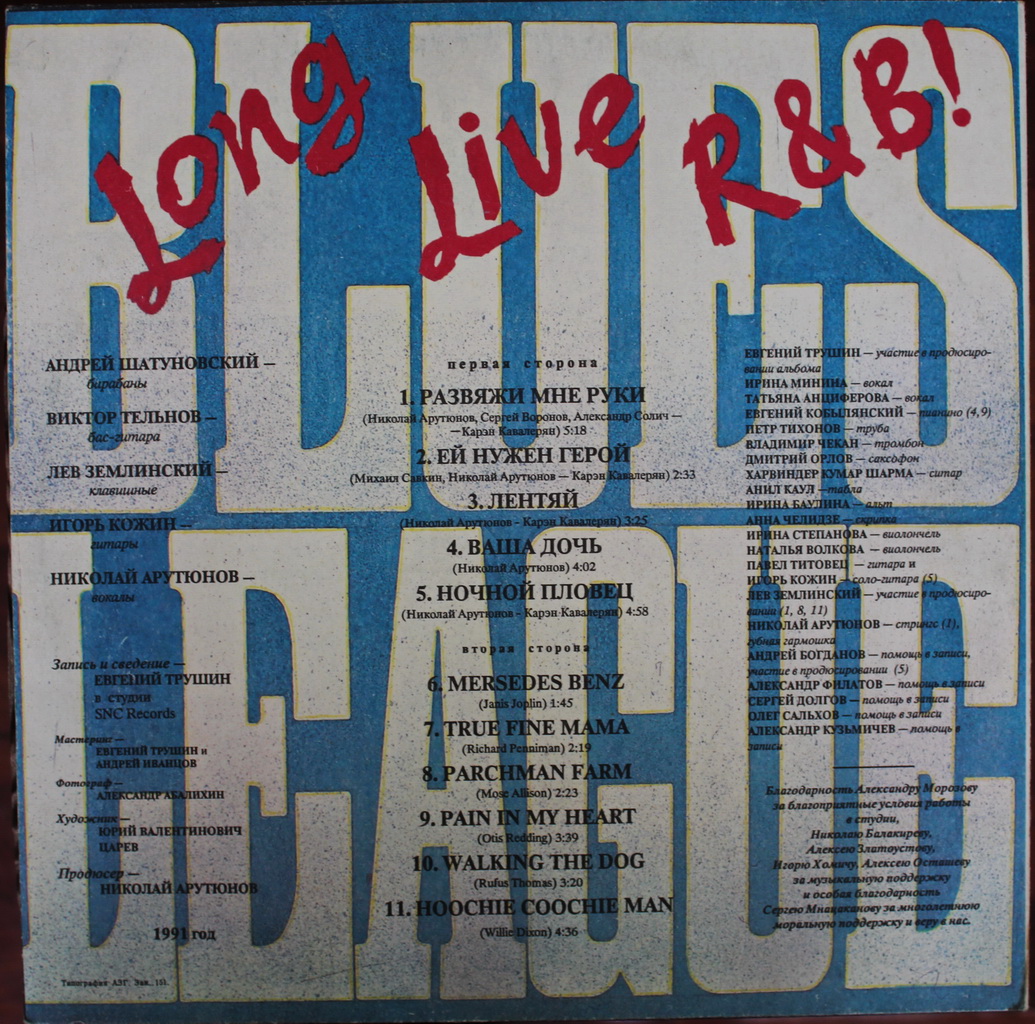 BLUES
LEAGUE
Long Live R & B!
АНДРЕЙ ШАТУНОВСКИЙ —
барабаны
ВИКТОР ТЕЛЬНОВ —
бас-гитара
ЛЕВ ЗЕМЛИНСКИЙ —
клавишные
ИГОРЬ КОЖИН —
гитары
НИКОЛАЙ АРУТЮНОВ —
вокалы
Запись и сведение —
ЕВГЕНИЙ ТРУШИН
в студии
SNC Records
Мастеринг —
ЕВГЕНИЙ ТРУШИН и
АНДРЕЙ ИВАНЦОВ
Фотограф —
АЛЕКСАНДР АБАЛИХИН
Художник —
ЮРИЙ ВАЛЕНТИНОВИЧ
ЦАРЕВ
Продюсер —
НИКОЛАЙ АРУТЮНОВ
1991 год
Типография АЗГ. Зак. 151.
первая сторона
1. РАЗВЯЖИ МНЕ РУКИ
(Николай Арутюнов, Сергей Воронов, Александр Солич —
— Карэн Кавалерян) 5:18
2. ЕЙ НУЖЕН ГЕРОЙ
(Михаил Савкин, Николай Арутюнов — Карэн Кавалерян) 2:33
3. ЛЕНТЯЙ
(Николай Арутюнов - Карэн Кавалерян) 3:25
4. ВАША ДОЧЬ
(Николай Арутюнов) 4:02
5. НОЧНОЙ ПЛОВЕЦ
(Николай Арутюнов - Карэн Кавалерян) 4:58
вторая сторона
6. MERSEDES BENZ
(Janis Joplin) 1:45
7. TRUE FINE MAMA
(Richard Penniman) 2:19
8. PARCHMAN FARM
(Mose Allison) 2:23
9. PAIN IN MY HEART
(Otis Redding) 3:39
10. WALKING THE DOG
(Rufus Thomas) 3:20
11. HOOCHIE COOCHIE MAN
(Willie Dixon) 4:36
ЕВГЕНИЙ ТРУШИН — участие в продюсиро-
вании альбома
ИРИНА МИНИНА — вокал
ТАТЬЯНА АНЦИФЕРОВА — вокал
ЕВГЕНИЙ КОБЫЛЯНСКИЙ — пианино (4, 9)
ПЕТР ТИХОНОВ — труба
ВЛАДИМИР ЧЕКАН — тромбон
ДМИТРИЙ ОРЛОВ — саксофон
ХАРВИНДЕР КУМАР ШАРМА — ситар
АНИЛ КАУЛ — табла
ИРИНА БАУЛИНА — альт
АННА ЧЕЛИДЗЕ — скрипка
ИРИНА СТЕПАНОВА — виолончель
НАТАЛЬЯ ВОЛКОВА — виолончель
ПАВЕЛ ТИТОВЕЦ — гитара и
ИГОРЬ КОЖИН — соло-гитара (5)
ЛЕВ ЗЕМЛИНСКИЙ — участие в продюсиро-
вании (1, 8, 11)
НИКОЛАЙ АРУТЮНОВ — стрингс (1),
губная гармошка
АНДРЕЙ БОГДАНОВ — помощь в записи,
участие в продюсировании (5)
АЛЕКСАНДР ФИЛАТОВ — помощь в записи
СЕРГЕЙ ДОЛГОВ — помощь в записи
ОЛЕГ САЛЬХОВ — помощь в записи
АЛЕКСАНДР КУЗЬМИЧЕВ — помощь в
записи
Благодарность Александру Морозову
за благоприятные условия работы
в студии,
Николаю Балакиреву,
Алексею Златоустову,
Игорю Хомичу, Алексею Осташеву
за музыкальную поддержку
и особая благодарность
Сергею Мнацаканову за многолетнюю
моральную поддержку и веру в нас.